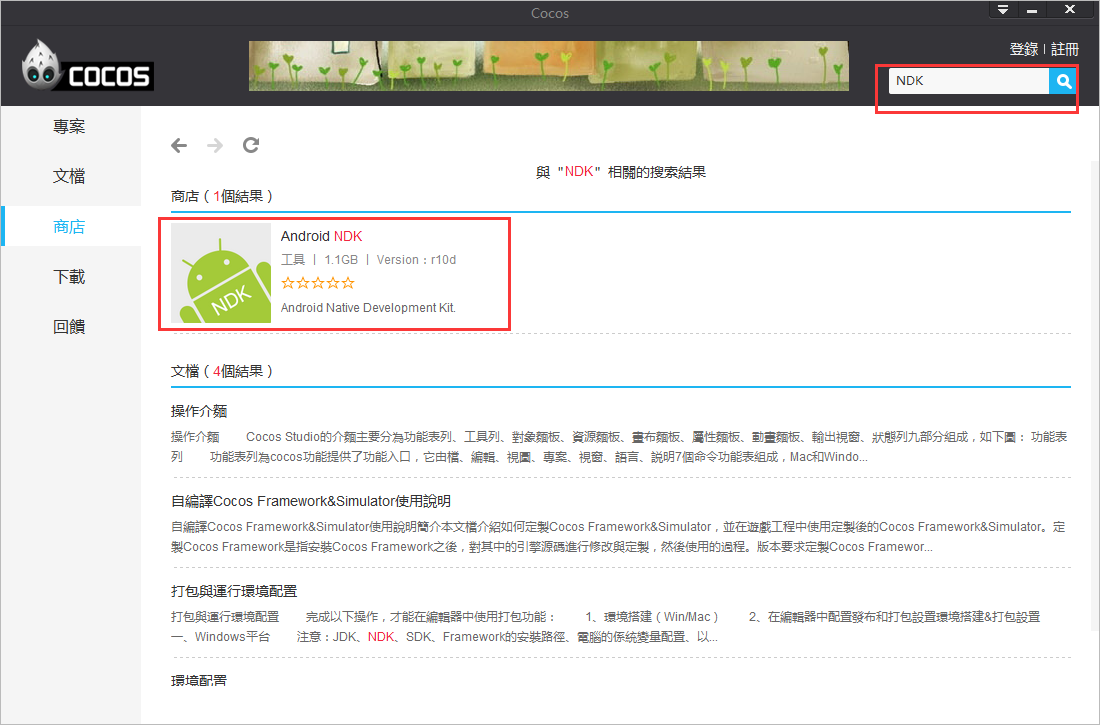 Cocos
COCOS
登錄 | 註冊
NDK
專案
文檔
商店
下載
回饋
與 "NDK" 相關的搜索結果
商店 ( 1個結果 )
NDK
Android NDK
工具 | 1.1GB | Version : r10d
Android Native Development Kit.
文檔 ( 4個結果 )
操作介麵
操作介麵 Cocos Studio的介麵主要分為功能表列、工具列、對象麵板、資源麵板、畫布麵板、屬性麵板、動畫麵板、輸出視窗、狀態列九部分組成，如下圖： 功能表
列 功能表列為cocos功能提供了功能入口，它由檔、編輯、視圖、專案、視窗、語言、説明7個命令功能表組成，Mac和Windo...
自編譯Cocos Framework&Simulator使用說明
自編譯Cocos Framework&Simulator使用說明簡介本文檔介紹如何定製Cocos Framework&Simulator，並在遊戲工程中使用定製後的Cocos Framework&Simulator。定
製Cocos Framework是指安裝Cocos Framework之後，對其中的引擎源碼進行修改與定製，然後使用的過程。版本要求定製Cocos Framewor...
打包與運行環境配置
打包與運行環境配置 完成以下操作，才能在編輯器中使用打包功能： 1、環境搭建（Win/Mac） 2、在編輯器中配置發布和打包設置環境搭建&打包設置
一、Windows平台 注意：JDK、NDK、SDK、Framework的安裝路徑、電腦的係統變量配置、以...
環境配置